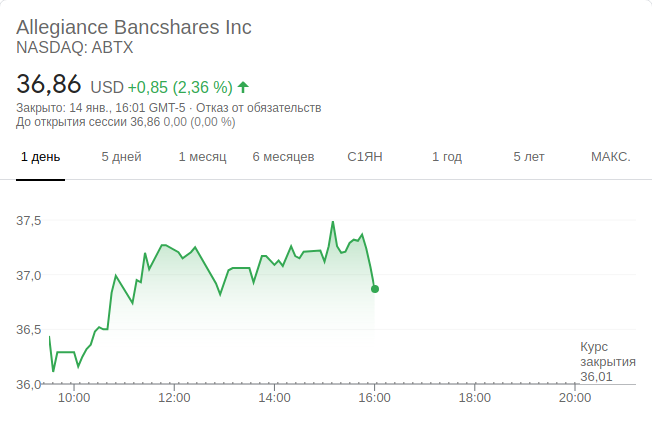 Allegiance Bancshares Inc
NASDAQ: ABTX
36,86 USD +0,85 (2,36 %)
Закрыто: 14 янв., 16:01 GMT-5 · Отказ от обязательств
До открытия сессии 36,86 0,00 (0,00 %)
1 день 5 дней 1 месяц 6 месяцев С1ЯН 1 год 5 лет МАКС.
37,5
37,0
36,5
Курс
закрытия
36,01
36,0
10:00 12:00 14:00 16:00 18:00 20:00